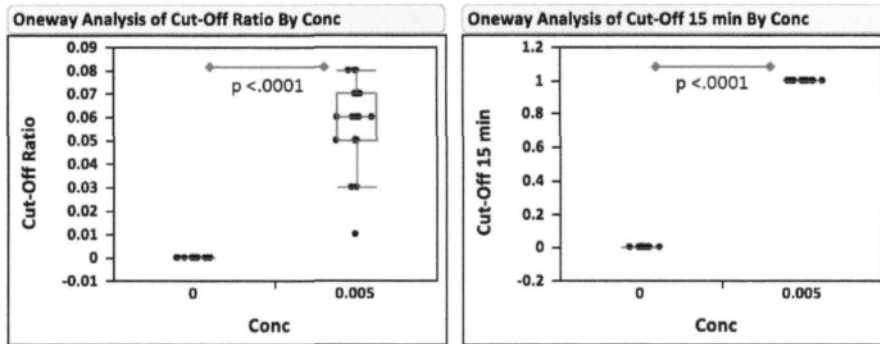 Oneway Analysis of Cut-Off Ratio By Conc
0.09
0.08
0.07
0.06
0.05
0.04
0.03
0.02
0.01
0
-0.01
Cut-Off Ratio
p <.0001
0 0.005
Conc
Oneway Analysis of Cut-Off 15 min By Conc
1.2
1
0.8
0.6
0.4
0.2
0
-0.2
Cut-Off 15 min
p <.0001
0 0.005
Conc